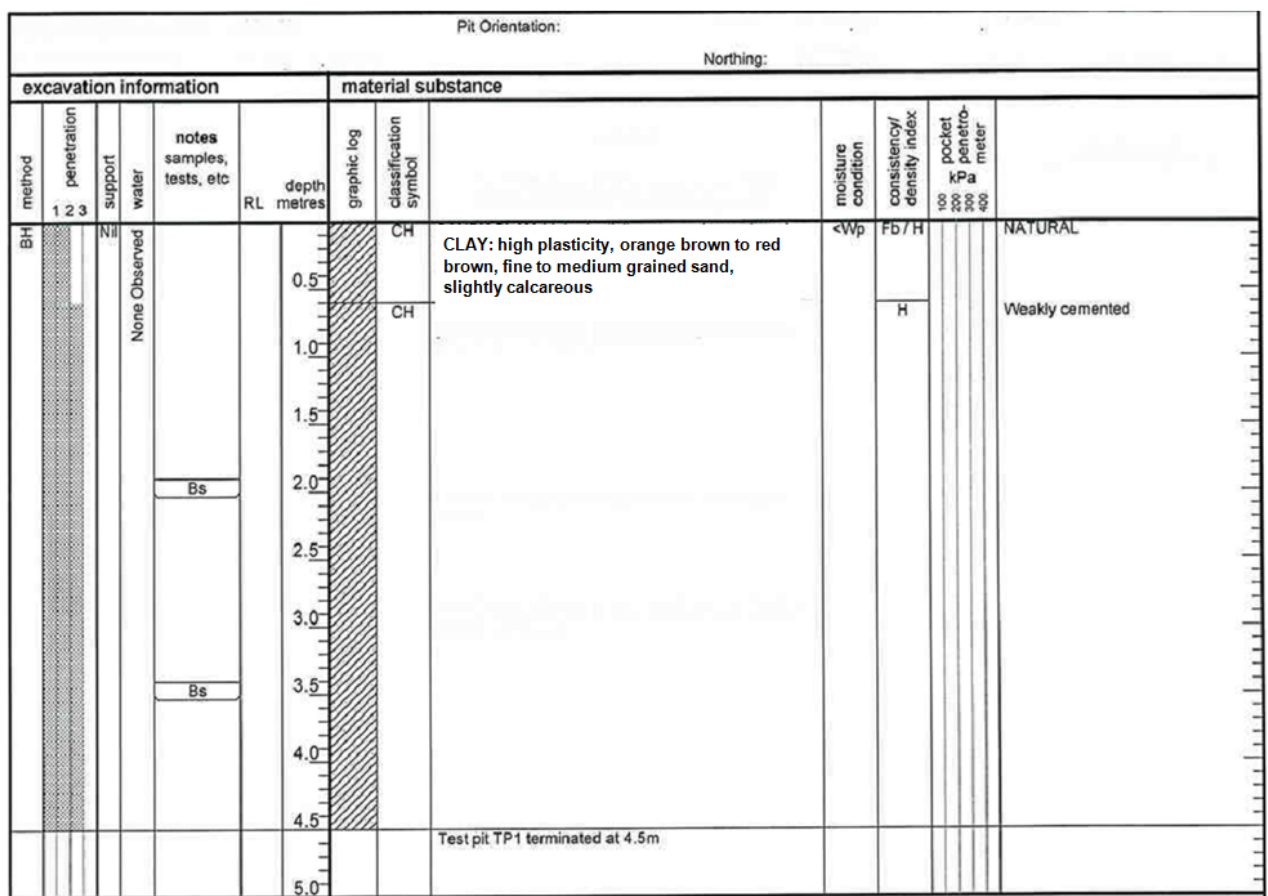 Pit Orientation:
Northing:
excavation information
material substance
method
penetration
1 2 3
support
water
notes
samples,
tests, etc
RL
depth
metres
graphic log
classification
symbol
moisture
condition
consistency/
density index
pocket
penetro-
meter
kPa
100
200
300
400
BH
Nil
None Observed
CH
CLAY: high plasticity, orange brown to red
brown, fine to medium grained sand,
slightly calcareous
<Wp
Fb / H
NATURAL
0.5
CH
H
Weakly cemented
1.0
1.5
2.0
Bs
2.5
3.0
3.5
Bs
4.0
4.5
Test pit TP1 terminated at 4.5m
5.0